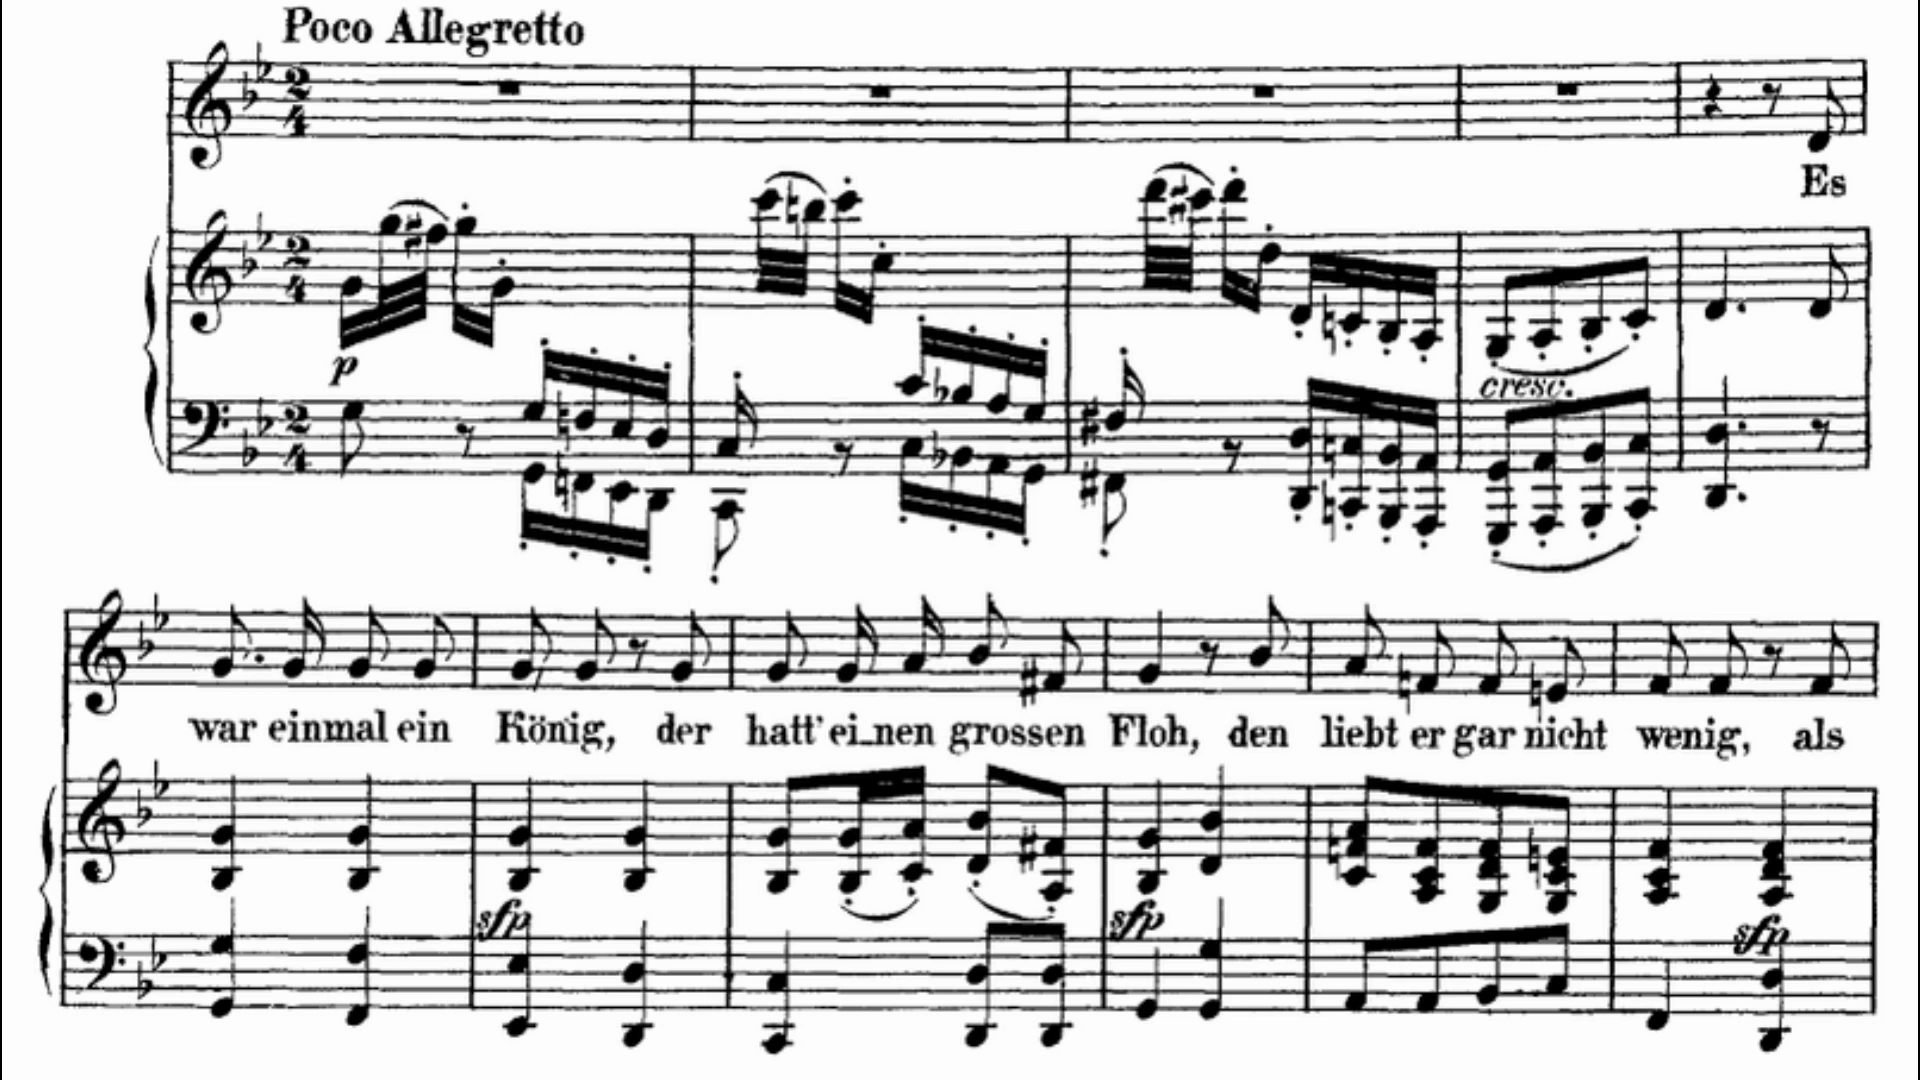 Poco Allegretto
Es
p
cresc.
war einmal ein König, der hatt' ei_nen grossen Floh, den liebt er gar nicht wenig, als
sfp sfp sfp